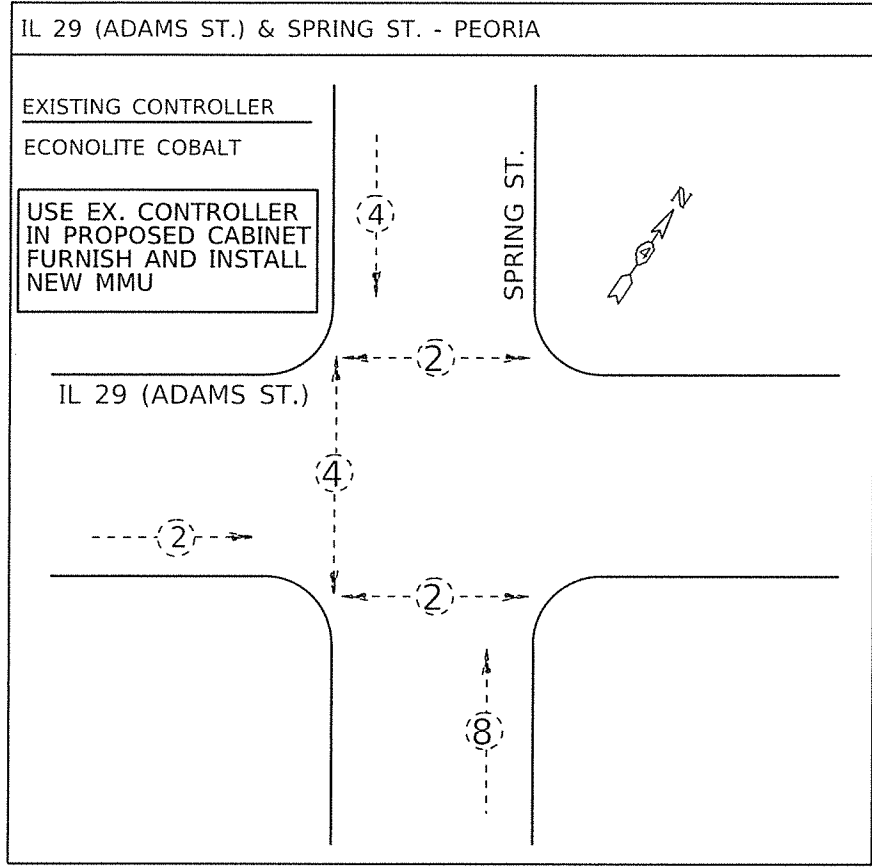 IL 29 (ADAMS ST.) & SPRING ST. - PEORIA
EXISTING CONTROLLER
ECONOLITE COBALT
USE EX. CONTROLLER
IN PROPOSED CABINET
FURNISH AND INSTALL
NEW MMU
4
SPRING ST.
N
4
2
IL 29 (ADAMS ST.)
4
2
2
8